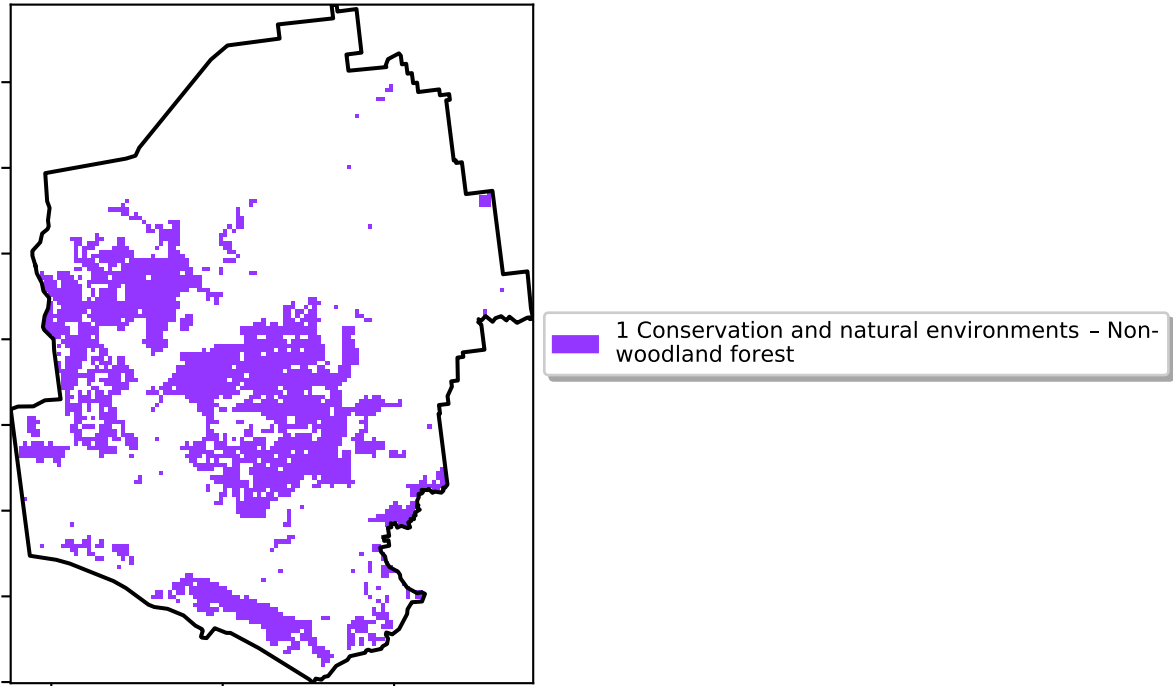 1 Conservation and natural environments – Non-
woodland forest